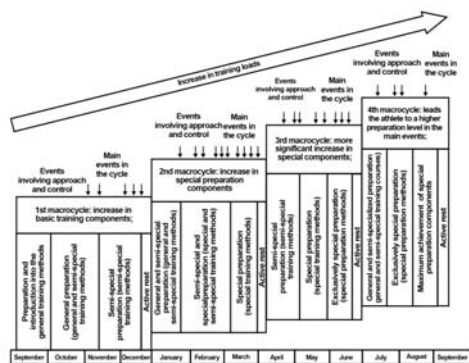 Increase in training loads
Events
involving approach
and control
Main
events in
the cycle
1st macrocycle: increase in
basic training components;
Preparation and
introduction into the
general training methods
General preparation
(general and semi-special
training methods)
Semi-special
preparation (semi-special
training methods)
Active rest
Events
involving approach
and control
Main
events in
the cycle
2nd macrocycle: increase in
special preparation
components
General and semi-special
preparation (general and
semi-special training methods)
Semi-special and
specialpreparation (special and
semi-special training methods)
Special preparation
(special training methods)
Active rest
Events
involving approach
and control
Main
events in
the cycle
3rd macrocycle: more
significant increase in
special components;
Semi-special
preparation (semi-special
training methods)
Special preparation
(special training methods)
Exclusively special preparation
(special preparation methods)
Active rest
Events
involving approach
and control
Main
events in
the cycle
4th macrocycle: leads
the athlete to a higher
preparation level in the
main events;
General and semi-specialized preparation
general and semi-special training courses)
Exclusively special preparation
(special preparation methods)
Maximum achievement of special
preparation components
Active rest
September
October
November
December
January
February
March
April
May
June
July
August
September